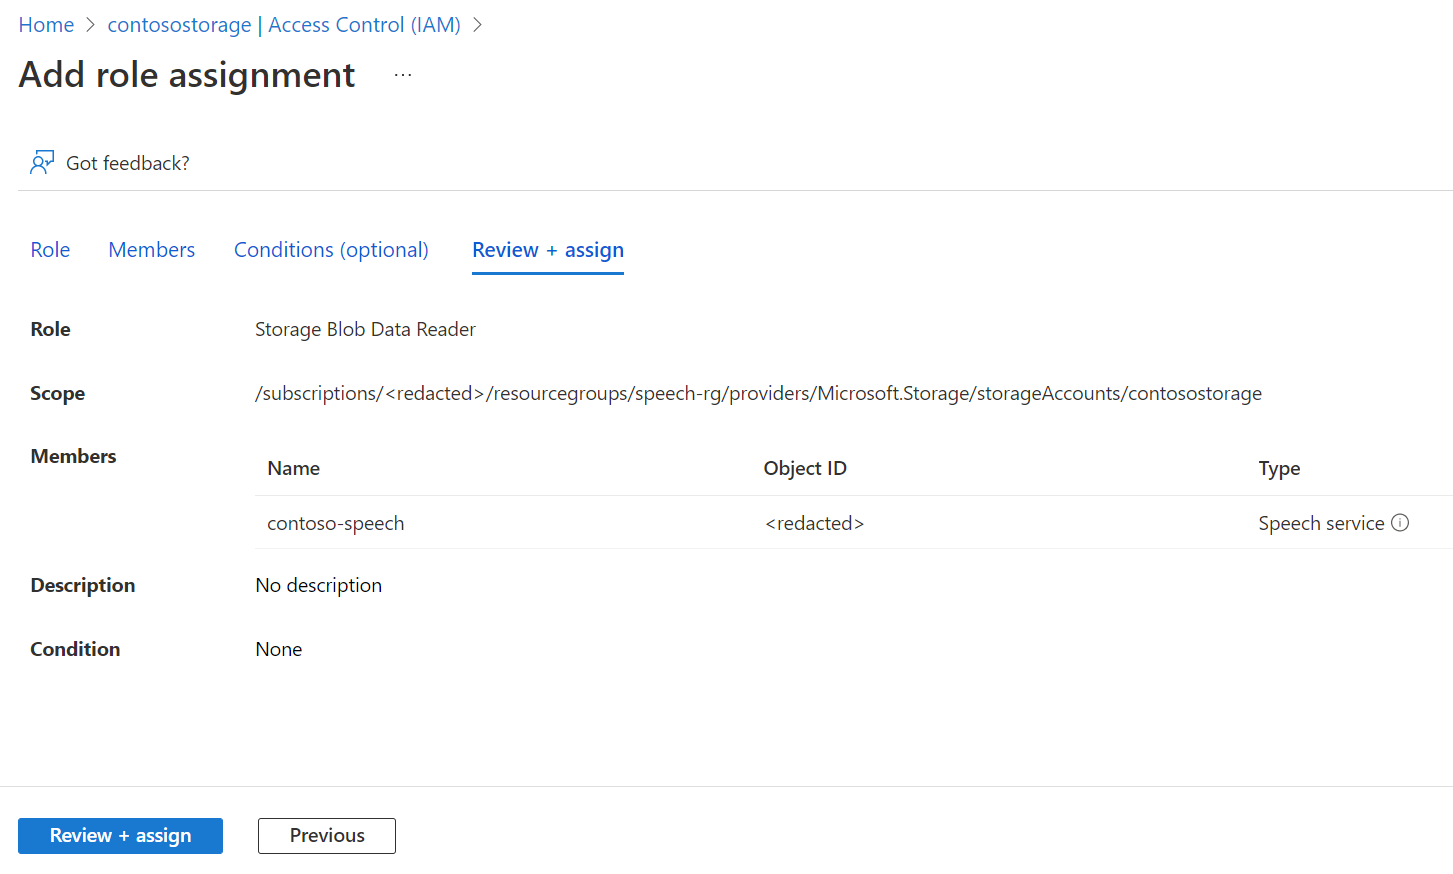 Home > contosostorage | Access Control (IAM) >
Add role assignment ...
Got feedback?
Role Members Conditions (optional) Review + assign
Role Storage Blob Data Reader
Scope /subscriptions/<redacted>/resourcegroups/speech-rg/providers/Microsoft.Storage/storageAccounts/contosostorage
Members
Name Object ID Type
contoso-speech <redacted> Speech service
Description No description
Condition None
Review + assign Previous